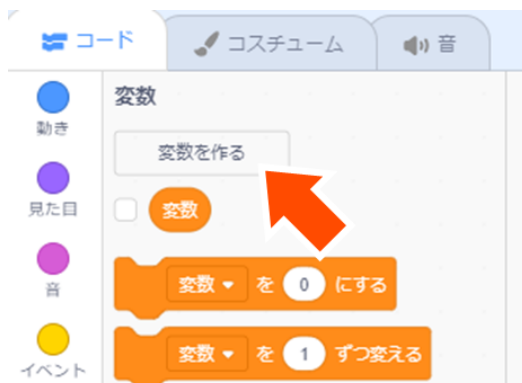 コード コスチューム 音
変数
動き
変数を作る
見た目
変数
音
変数 を 0 にする
イベント
変数 を 1 ずつ変える